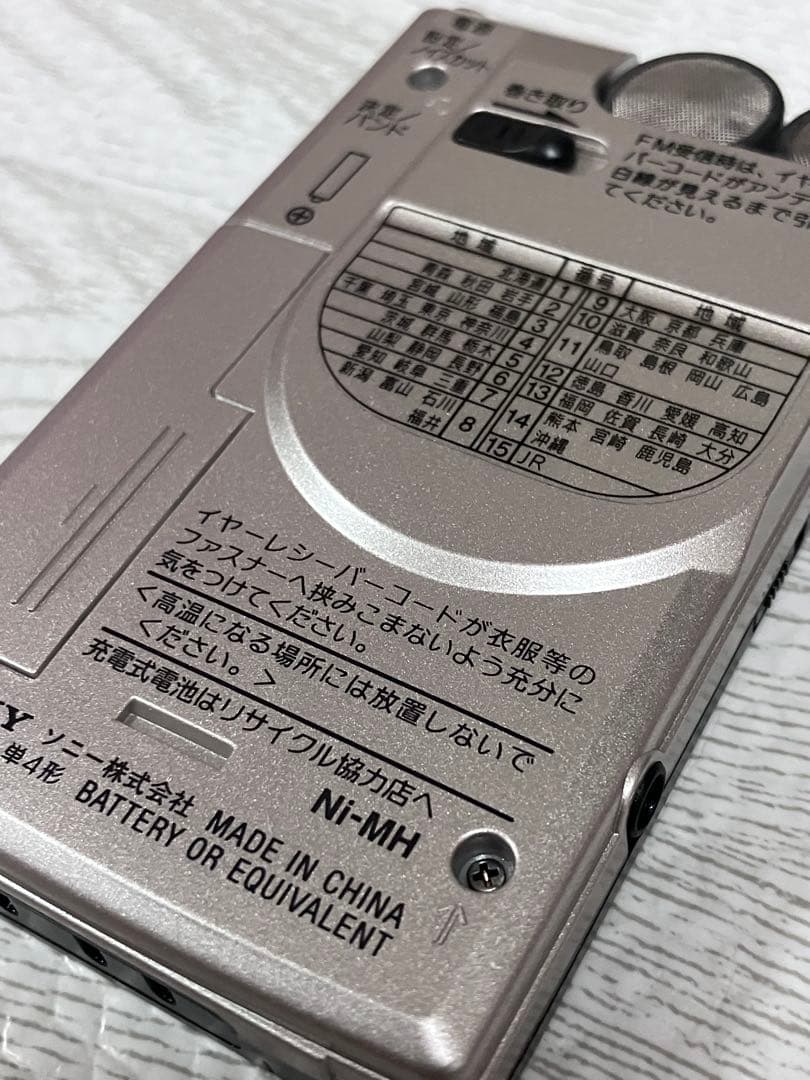 電源
設定/
ノイズカット
決定/
バンド
巻き取り
FM受信時は、イヤ
バーコードがアンテ
白線が見えるまで引
てください。
⊕
地域 番号 地域
北海道 1 9 大阪 京都 兵庫
青森 秋田 岩手 2 10 滋賀 奈良 和歌山
宮城 山形 福島 3 11 鳥取 島根 岡山 広島
山口
千葉 埼玉 東京 神奈川 4 12 徳島 香川 愛媛 高知
茨城 群馬 栃木 5 13 福岡 佐賀 長崎 大分
山梨 静岡 長野 6 14 熊本 宮崎 鹿児島
沖縄
愛知 岐阜 三重 7 15 JR
新潟 富山 石川
福井 8
イヤーレシーバーコードが衣服等の
ファスナーへ挟みこまないよう充分に
気をつけてください。
<高温になる場所には放置しないで
ください。>
充電式電池はリサイクル協力店へ
Ni-MH
Y ソニー株式会社 MADE IN CHINA
単4形 BATTERY OR EQUIVALENT